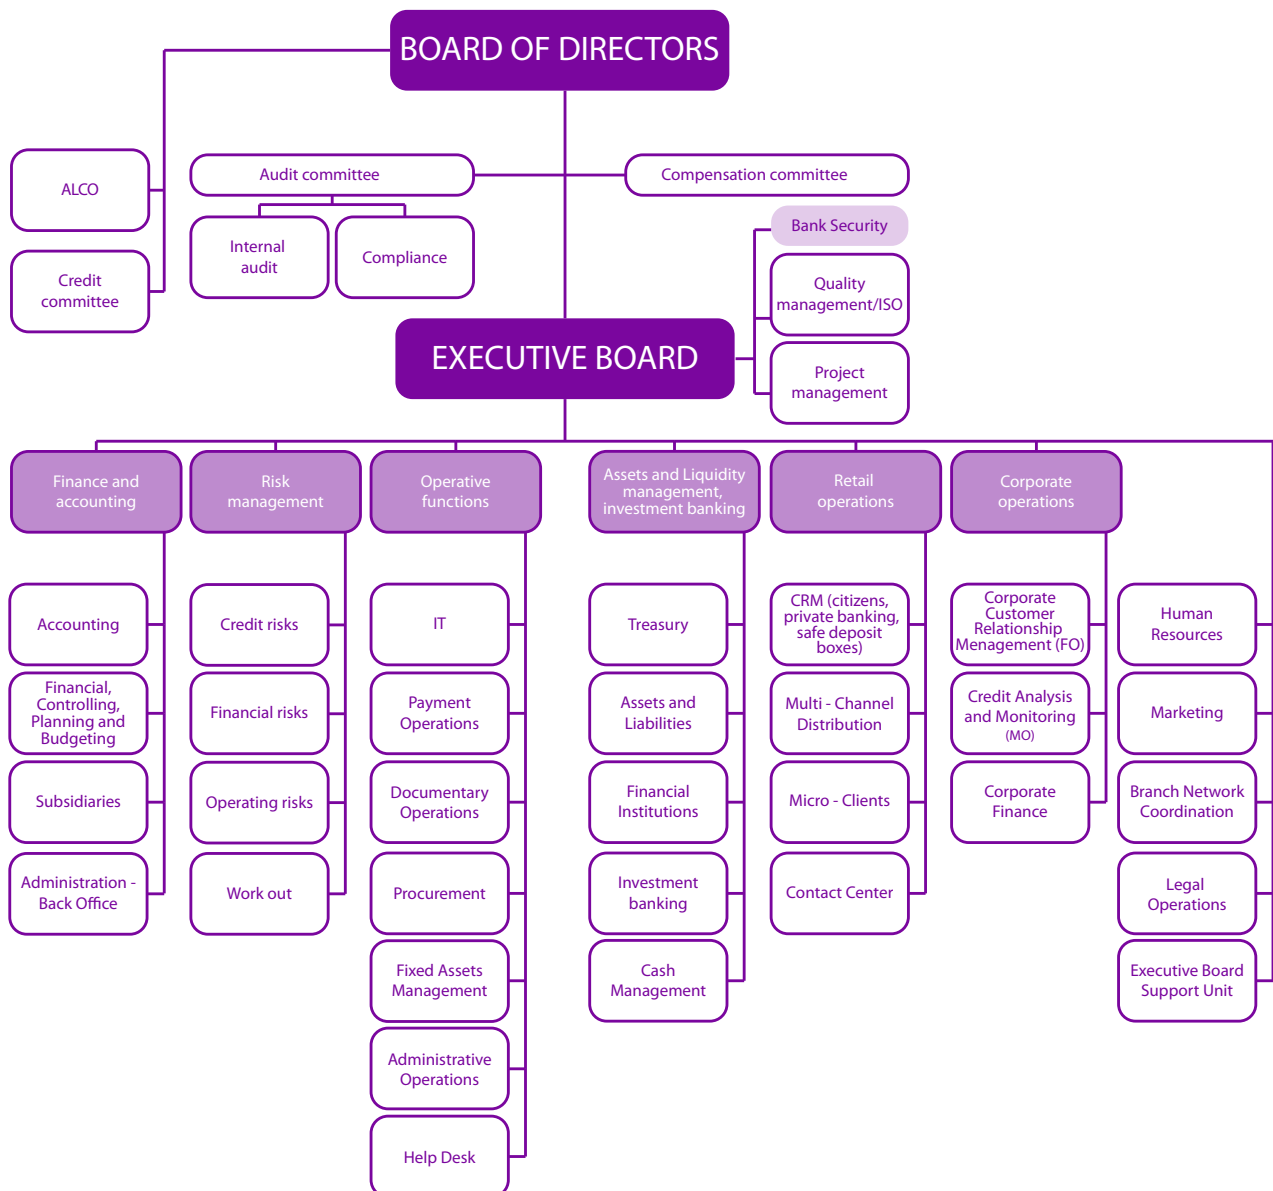 BOARD OF DIRECTORS
ALCO
Credit
committee
Audit committee
Compensation committee
Internal
audit
Compliance
Bank Security
Quality
management/ISO
Project
management
EXECUTIVE BOARD
Finance and
accounting
Risk
management
Operative
functions
Assets and Liquidity
management,
investment banking
Retail
operations
Corporate
operations
Accounting
Financial,
Controlling,
Planning and
Budgeting
Subsidiaries
Administration -
Back Office
Credit risks
Financial risks
Operating risks
Work out
IT
Payment
Operations
Documentary
Operations
Procurement
Fixed Assets
Management
Administrative
Operations
Help Desk
Treasury
Assets and
Liabilities
Financial
Institutions
Investment
banking
Cash
Management
CRM (citizens,
private banking,
safe deposit
boxes)
Multi - Channel
Distribution
Micro - Clients
Contact Center
Corporate
Customer
Relationship
Menagement (FO)
Credit Analysis
and Monitoring
(MO)
Corporate
Finance
Human
Resources
Marketing
Branch Network
Coordination
Legal
Operations
Executive Board
Support Unit